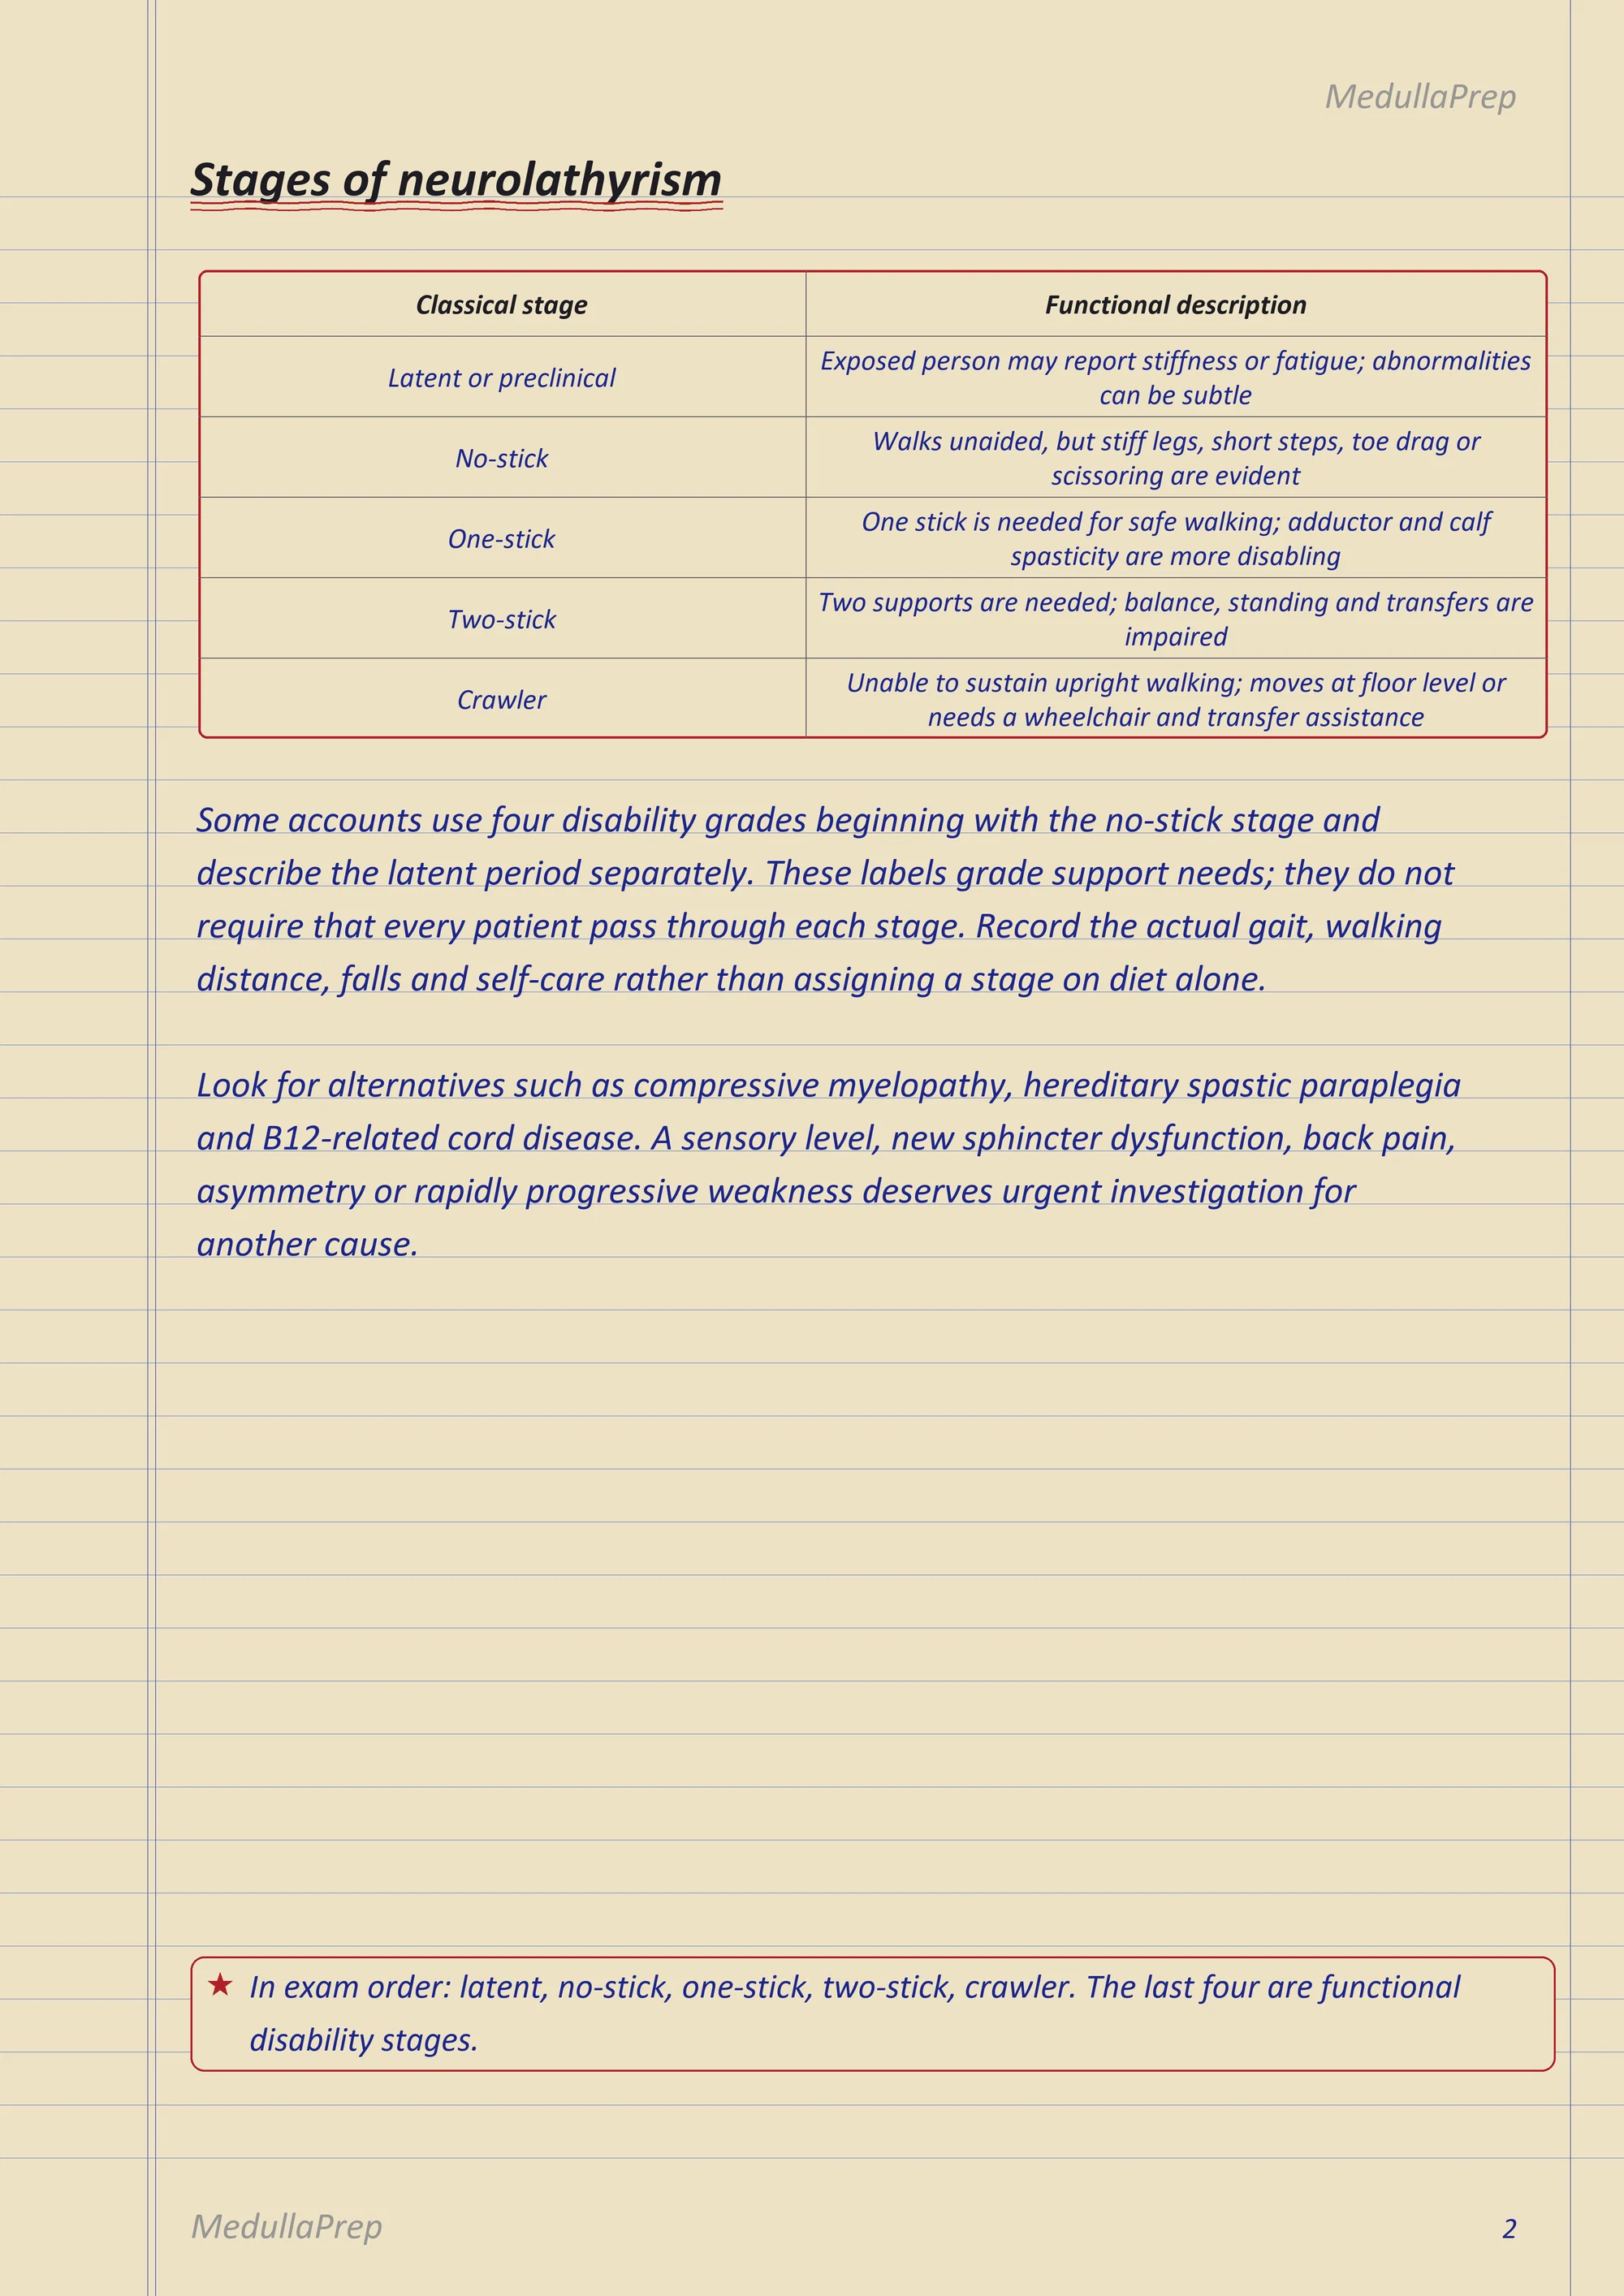 MedullaPrep
Stages of neurolathyrism
Classical stage
Functional description
Latent or preclinical
Exposed person may report stiffness or fatigue; abnormalities
can be subtle
No-stick
Walks unaided, but stiff legs, short steps, toe drag or
scissoring are evident
One-stick
One stick is needed for safe walking; adductor and calf
spasticity are more disabling
Two-stick
Two supports are needed; balance, standing and transfers are
impaired
Crawler
Unable to sustain upright walking; moves at floor level or
needs a wheelchair and transfer assistance
Some accounts use four disability grades beginning with the no-stick stage and
describe the latent period separately. These labels grade support needs; they do not
require that every patient pass through each stage. Record the actual gait, walking
distance, falls and self-care rather than assigning a stage on diet alone.
Look for alternatives such as compressive myelopathy, hereditary spastic paraplegia
and B12-related cord disease. A sensory level, new sphincter dysfunction, back pain,
asymmetry or rapidly progressive weakness deserves urgent investigation for
another cause.
★ In exam order: latent, no-stick, one-stick, two-stick, crawler. The last four are functional
disability stages.
MedullaPrep
2